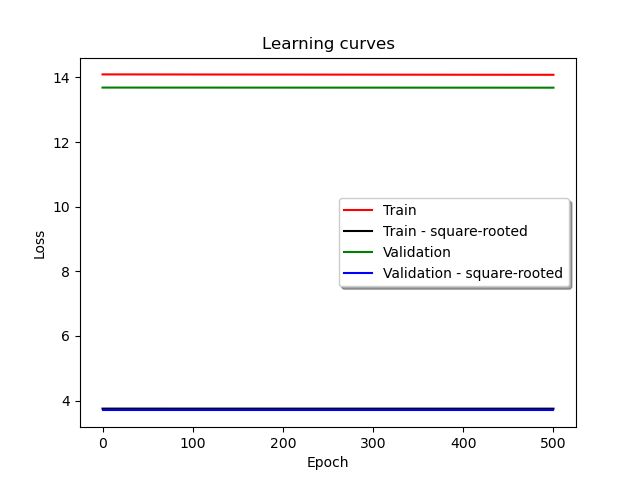 Learning curves
14
12
10
8
6
4
Loss
Train
Train - square-rooted
Validation
Validation - square-rooted
0 100 200 300 400 500
Epoch